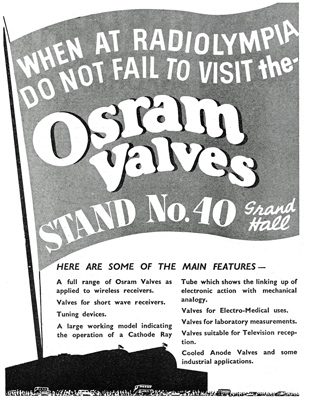 WHEN AT RADIOLYMPIA
DO NOT FAIL TO VISIT the-
Osram
Valves
STAND No. 40 Grand
Hall
HERE ARE SOME OF THE MAIN FEATURES—
A full range of Osram Valves as
applied to wireless receivers.
Valves for short wave receivers.
Tuning devices.
A large working model indicating
the operation of a Cathode Ray
Tube which shows the linking up of
electronic action with mechanical
analogy.
Valves for Electro-Medical uses.
Valves for laboratory measurements.
Valves suitable for Television recep-
tion.
Cooled Anode Valves and some
industrial applications.